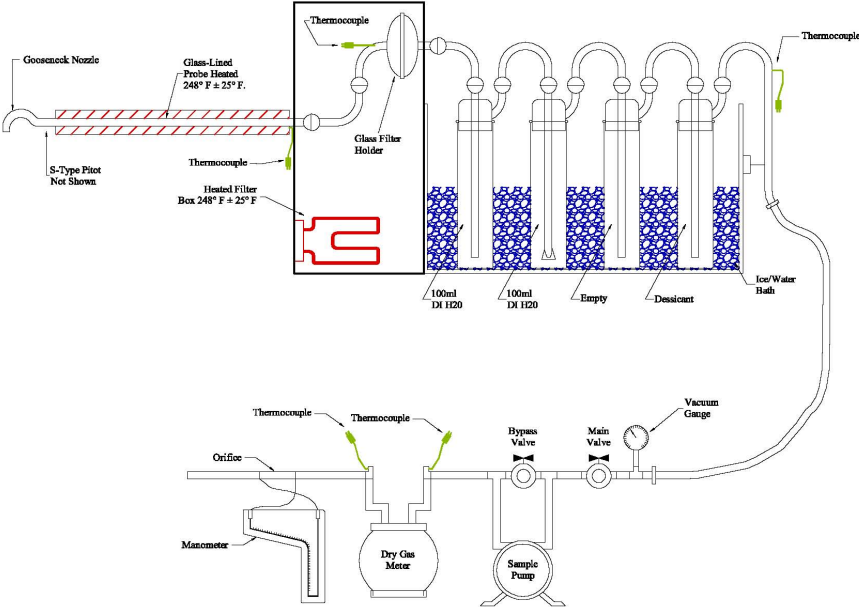 Thermocouple
Thermocouple
Gooseneck Nozzle
Glass-Lined
Probe Heated
248° F ± 25° F.
Glass Filter
Holder
Thermocouple
S-Type Pitot
Not Shown
Heated Filter
Box 248° F ± 25° F
100ml
DI H20
100ml
DI H20
Empty
Dessicant
Ice/Water
Bath
Vacuum
Gauge
Thermocouple
Thermocouple
Bypass
Valve
Main
Valve
Orifice
Manometer
Dry Gas
Meter
Sample
Pump